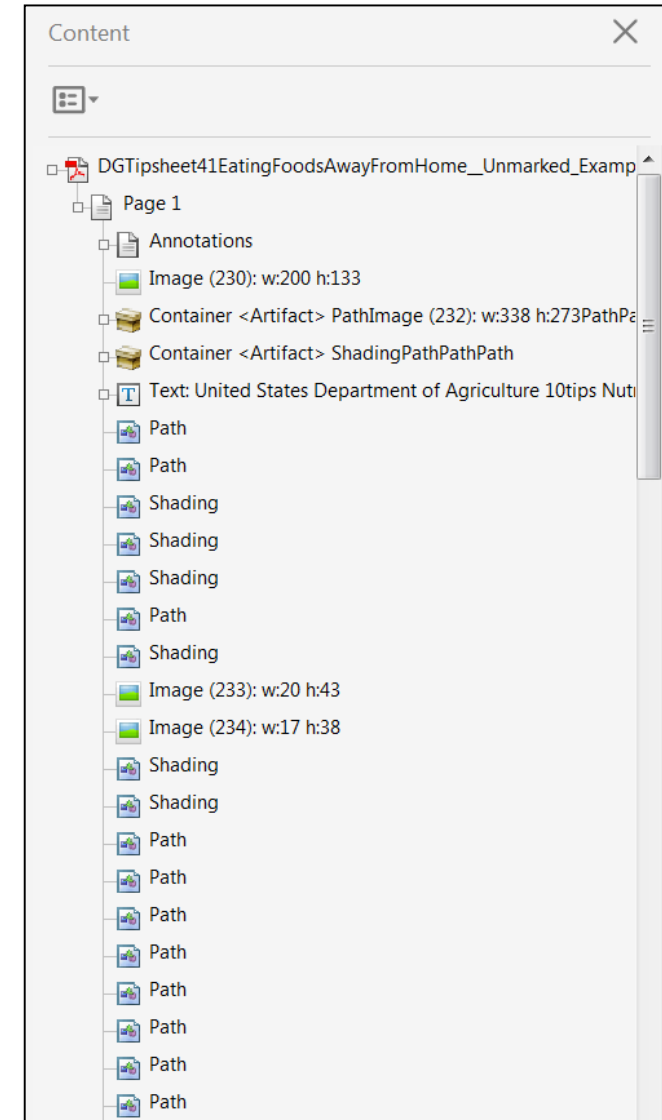 Content
DGTipsheet41EatingFoodsAwayFromHome__Unmarked_Examp
Page 1
Annotations
Image (230): w:200 h:133
Container <Artifact> PathImage (232): w:338 h:273PathPa
Container <Artifact> ShadingPathPathPath
Text: United States Department of Agriculture 10tips Nutr
Path
Path
Shading
Shading
Shading
Path
Shading
Image (233): w:20 h:43
Image (234): w:17 h:38
Shading
Shading
Path
Path
Path
Path
Path
Path
Path
Path